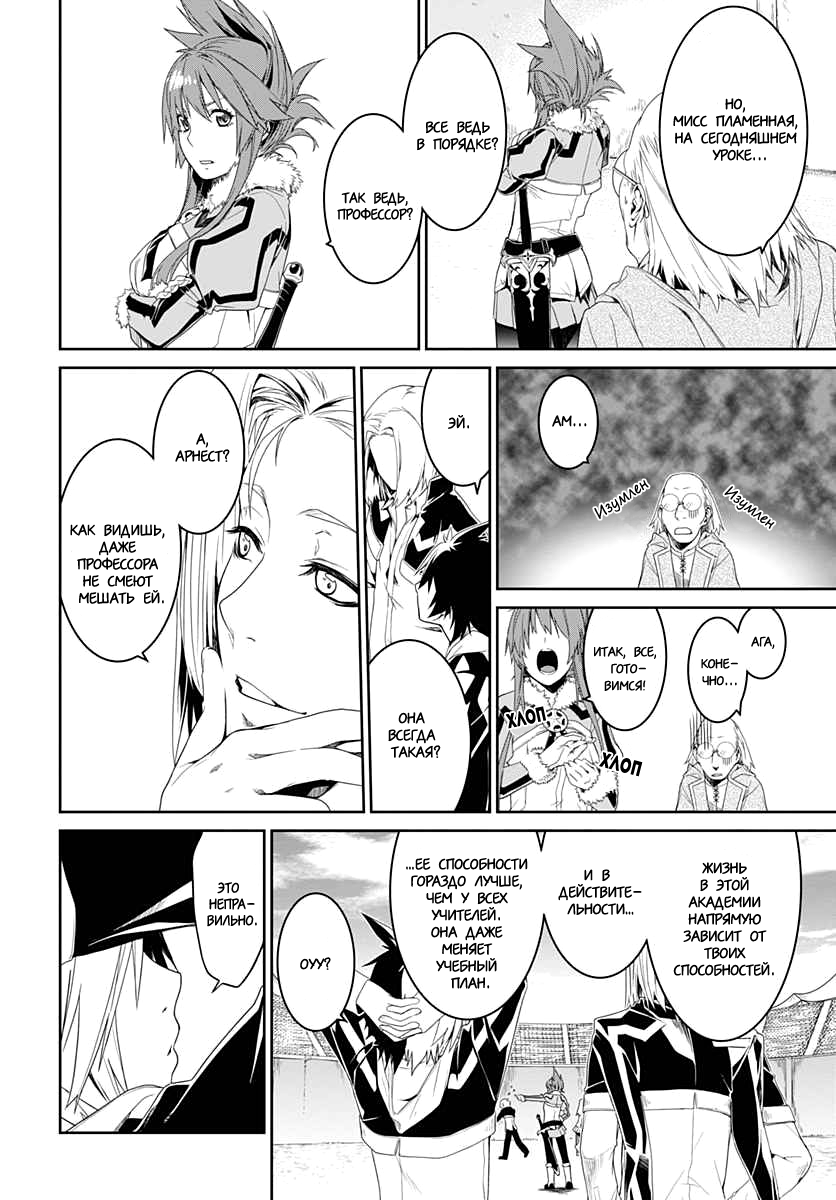 НО,
МИСС ПЛАМЕННАЯ,
НА СЕГОДНЯШНЕМ
УРОКЕ...
ВСЕ ВЕДЬ
В ПОРЯДКЕ?
ТАК ВЕДЬ,
ПРОФЕССОР?
АМ...
Изумлен
Изумлен
АГА,
КОНЕ-
ЧНО...
ИТАК, ВСЕ,
ГОТО-
ВИМСЯ!
ХЛОП
ХЛОП
ЭЙ.
ОНА
ВСЕГДА
ТАКАЯ?
А,
АРНЕСТ?
КАК ВИДИШЬ,
ДАЖЕ
ПРОФЕССОРА
НЕ СМЕЮТ
МЕШАТЬ ЕЙ.
ЖИЗНЬ
В ЭТОЙ
АКАДЕМИИ
НАПРЯМУЮ
ЗАВИСИТ ОТ
ТВОИХ
СПОСОБНОСТЕЙ.
И В
ДЕЙСТВИТЕ-
ЛЬНОСТИ...
...ЕЕ СПОСОБНОСТИ
ГОРАЗДО ЛУЧШЕ,
ЧЕМ У ВСЕХ
УЧИТЕЛЕЙ.
ОНА ДАЖЕ
МЕНЯЕТ
УЧЕБНЫЙ
ПЛАН.
ОУУ?
ЭТО
НЕПРА-
ВИЛЬНО.